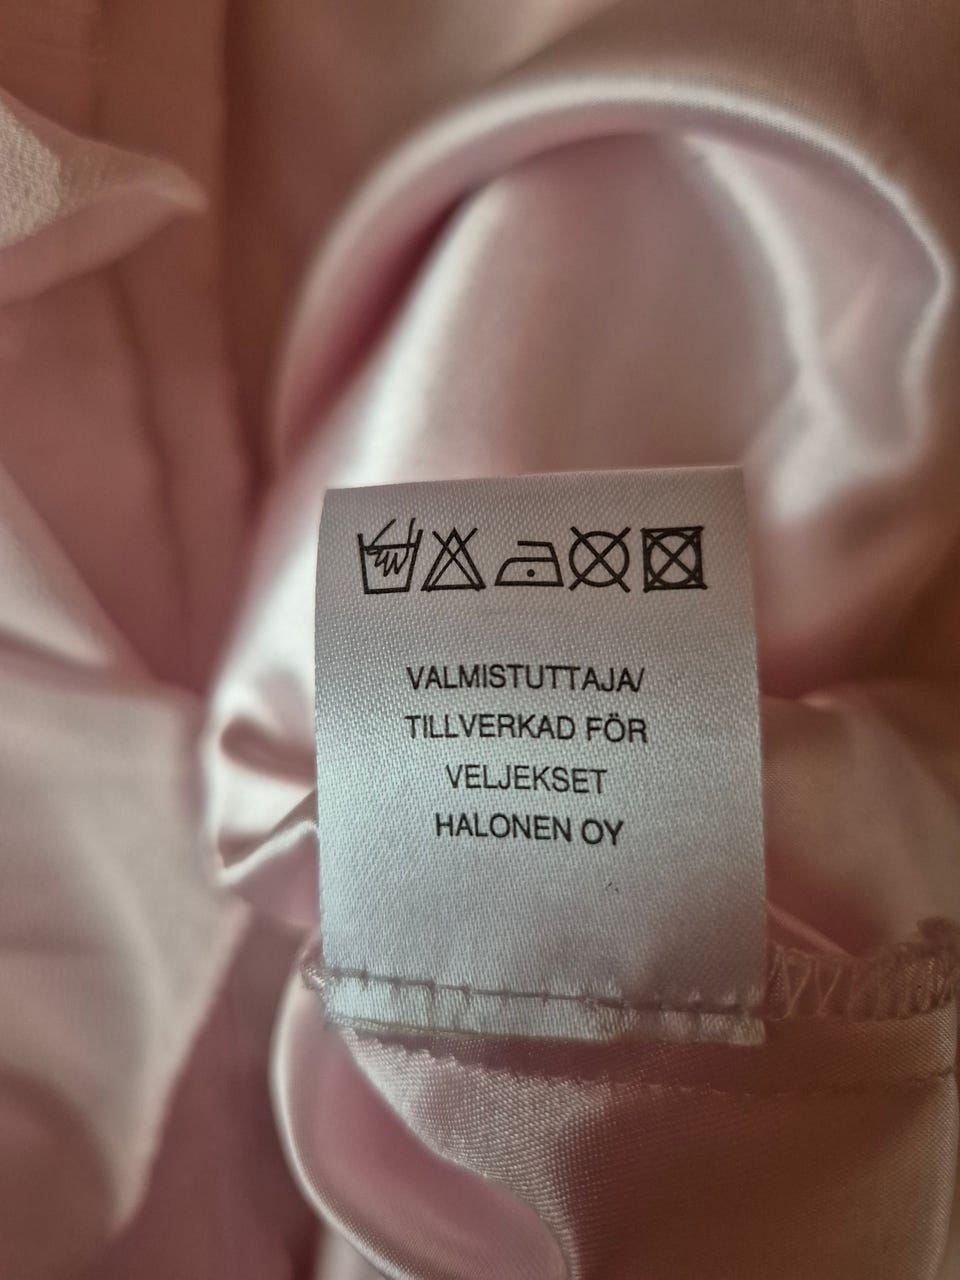 VALMISTUTTAJA/
TILLVERKAD FÖR
VELJEKSET
HALONEN OY